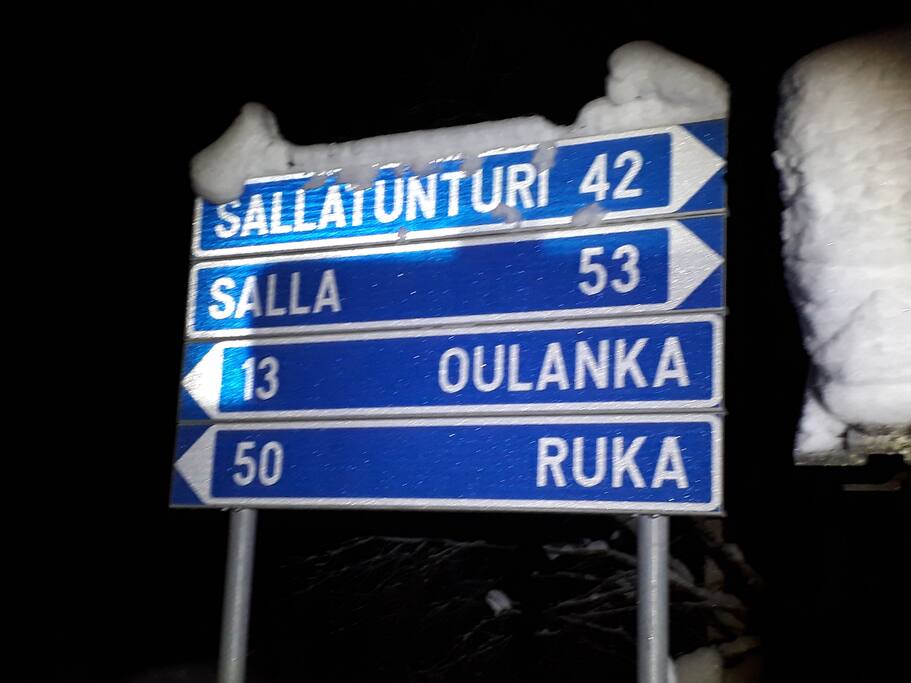 SALLATUNTURI 42
SALLA 53
13 OULANKA
50 RUKA